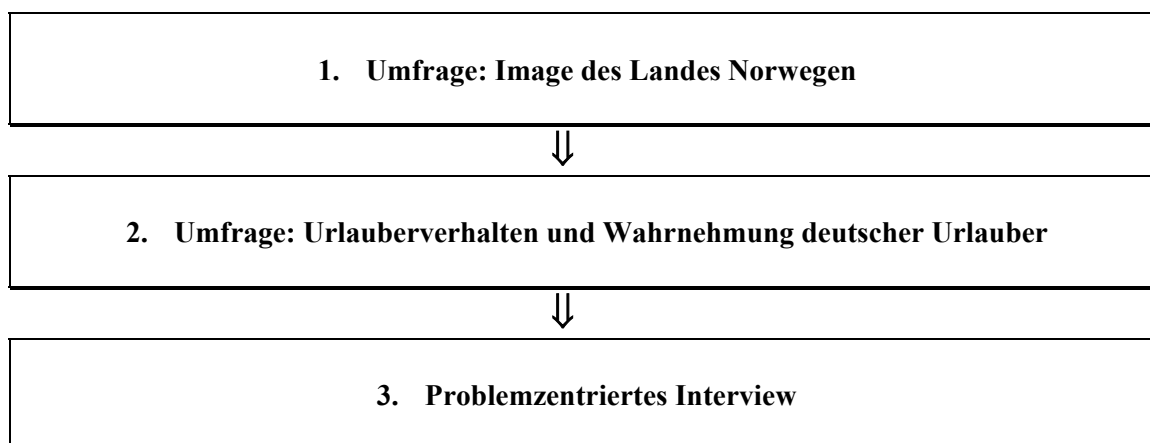 1. Umfrage: Image des Landes Norwegen
⇓
2. Umfrage: Urlauberverhalten und Wahrnehmung deutscher Urlauber
⇓
3. Problemzentriertes Interview